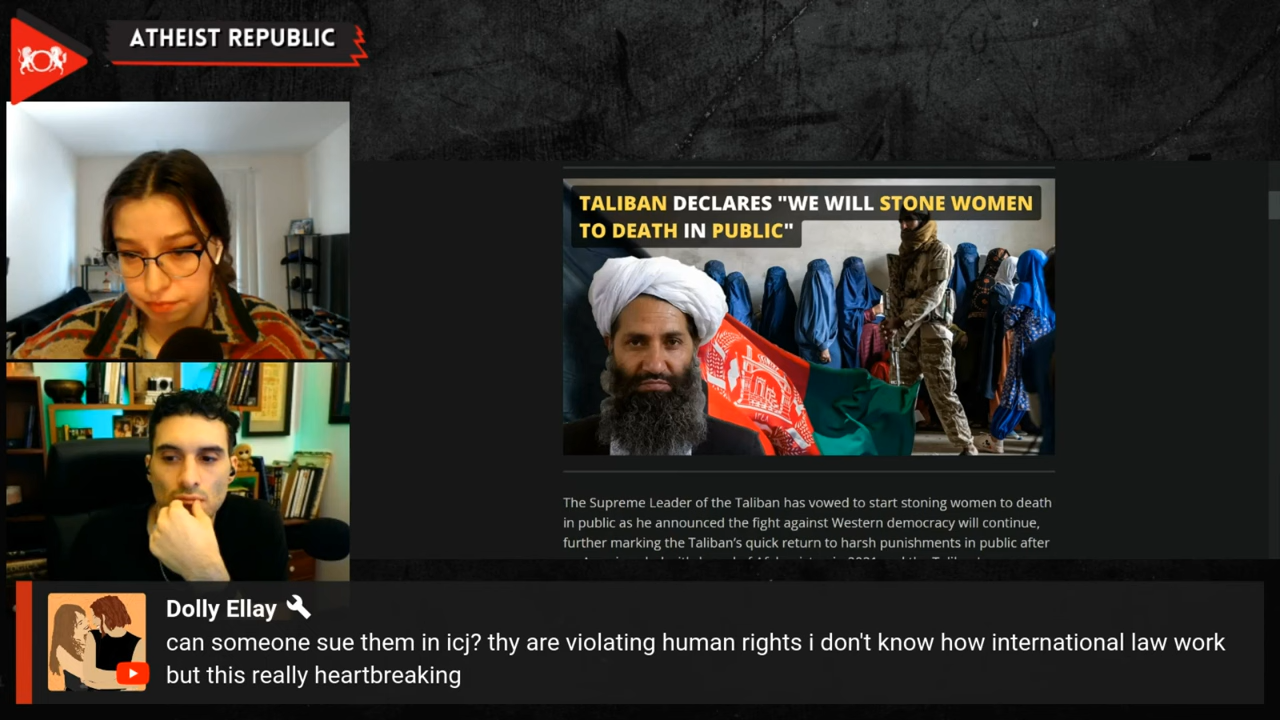 ATHEIST REPUBLIC
TALIBAN DECLARES "WE WILL STONE WOMEN
TO DEATH IN PUBLIC"
The Supreme Leader of the Taliban has vowed to start stoning women to death
in public as he announced the fight against Western democracy will continue,
further marking the Taliban's quick return to harsh punishments in public after
Dolly Ellay
can someone sue them in icj? thy are violating human rights i don't know how international law work
but this really heartbreaking